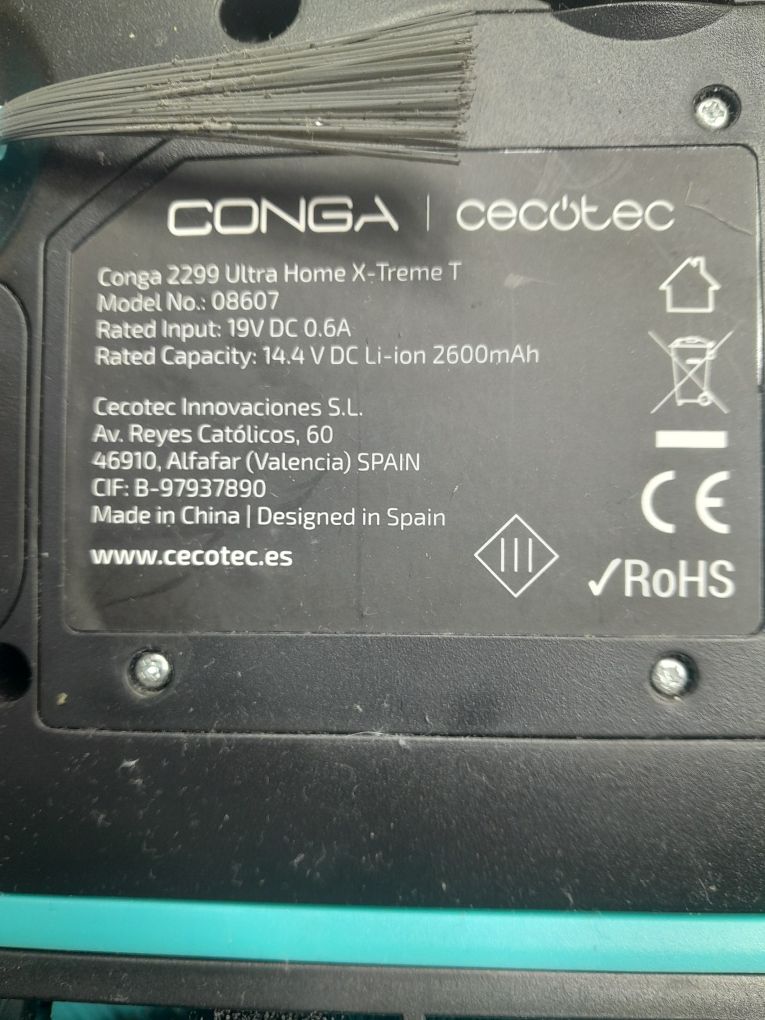 CONGA | cecotec
Conga 2299 Ultra Home X-Treme T
Model No.: 08607
Rated Input: 19V DC 0.6A
Rated Capacity: 14.4 V DC Li-ion 2600mAh
Cecotec Innovaciones S.L.
Av. Reyes Católicos, 60
46910, Alfafar (Valencia) SPAIN
CIF: B-97937890
Made in China | Designed in Spain
www.cecotec.es
III
CE
✓RoHS